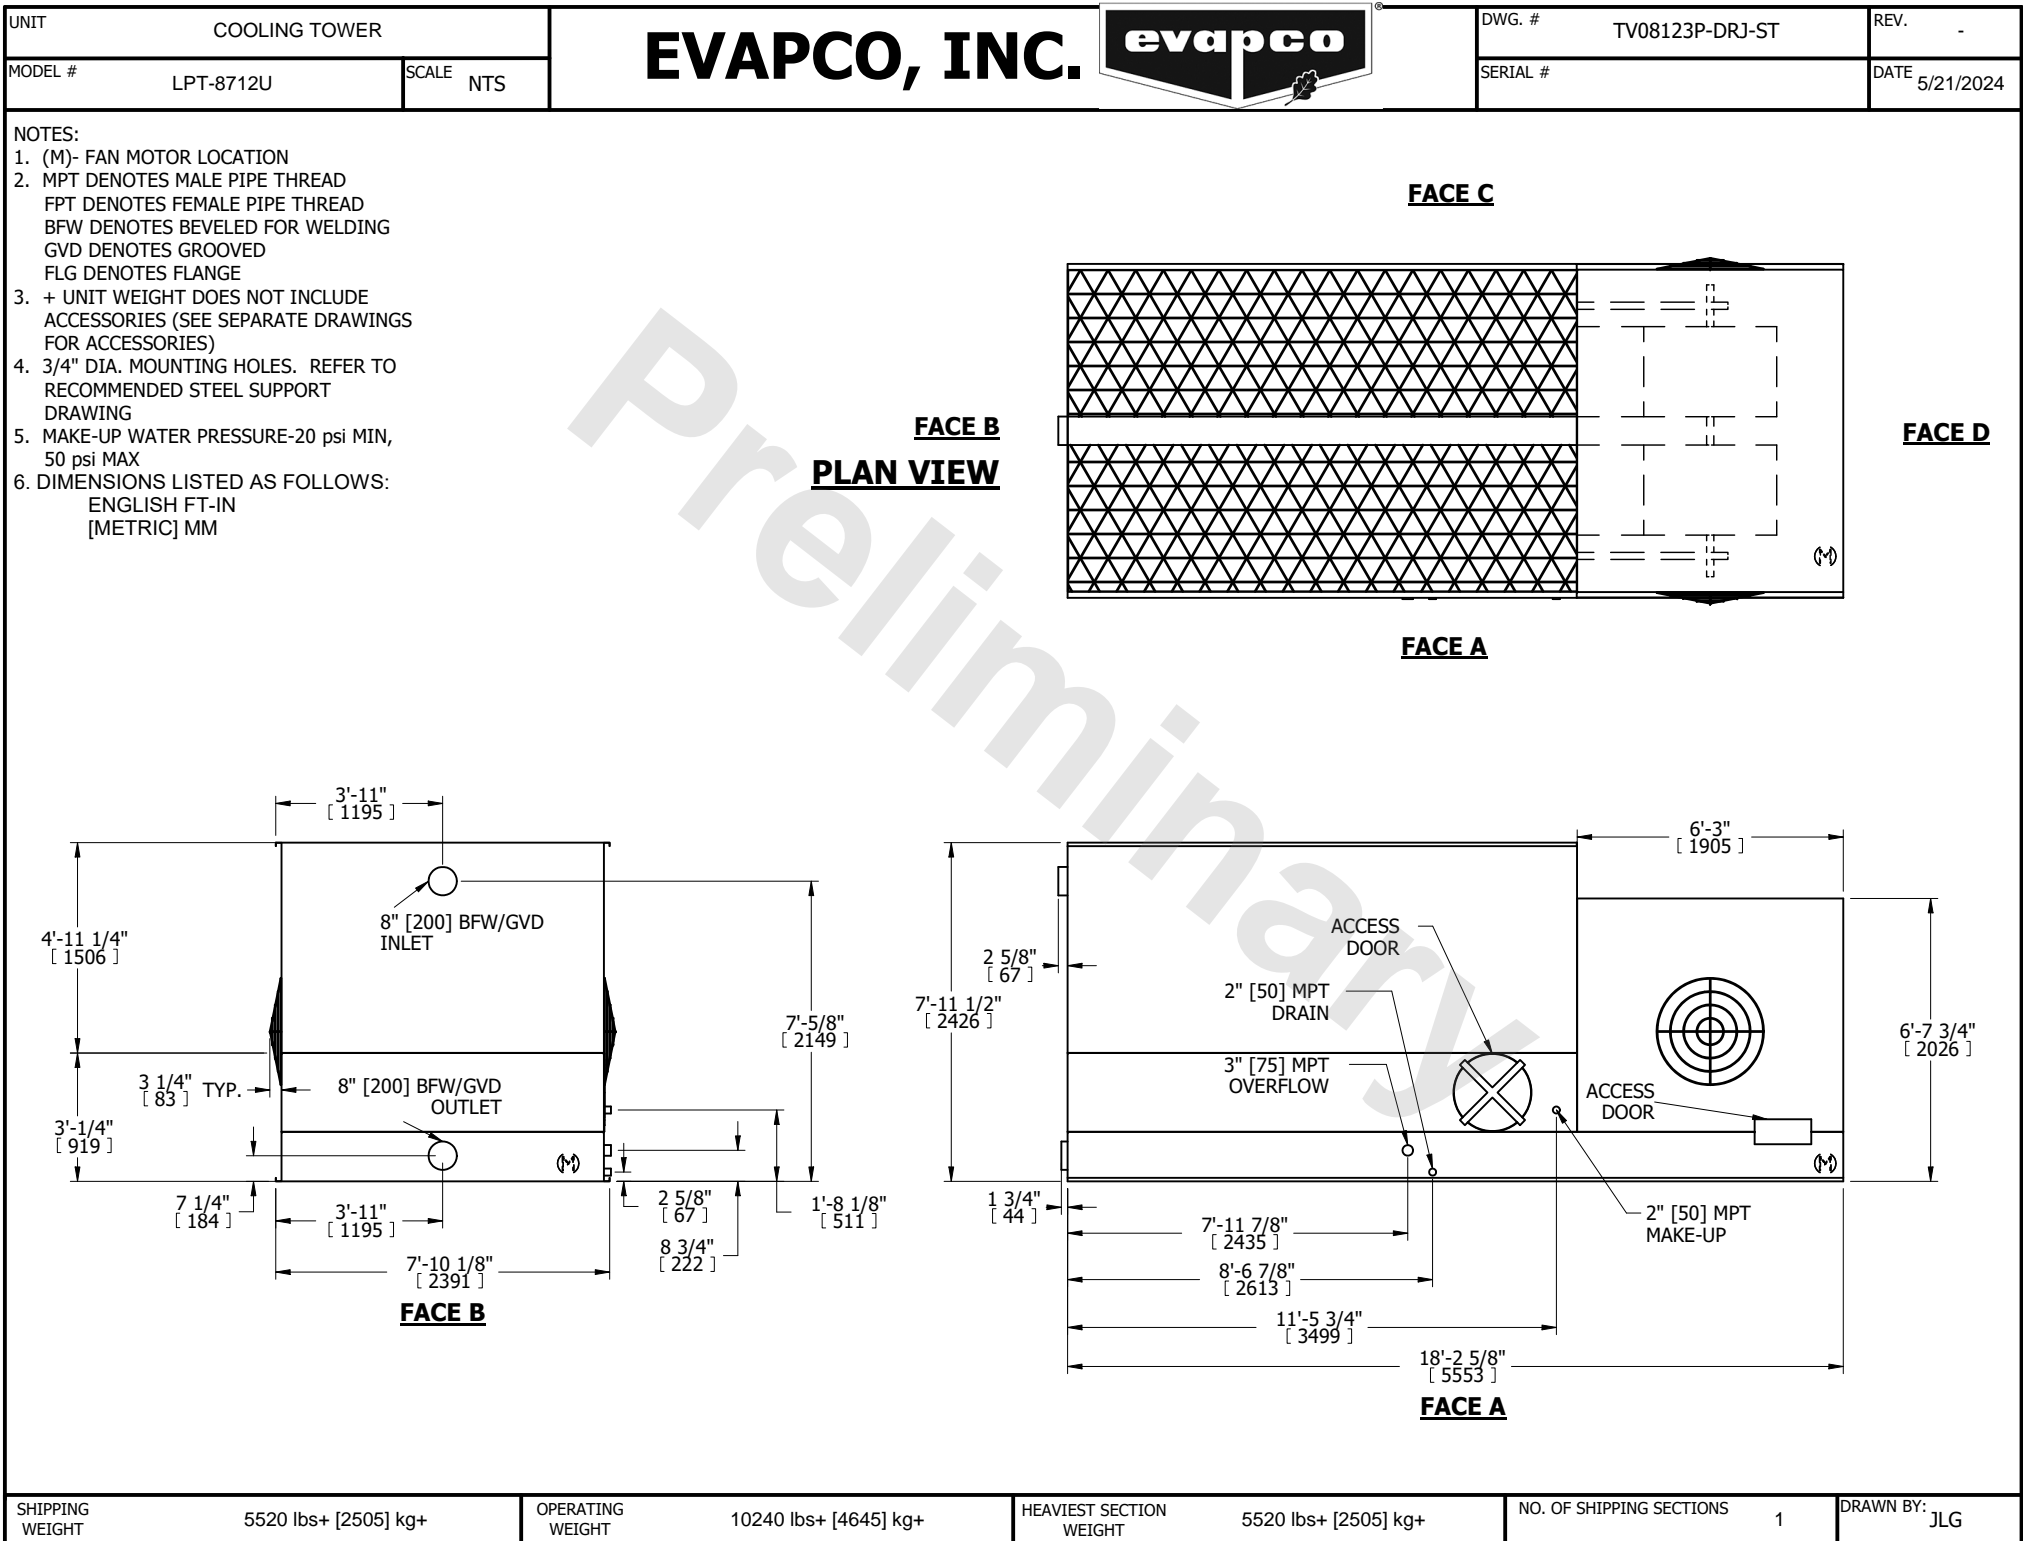 UNIT
COOLING TOWER
MODEL #
LPT-8712U
SCALE
NTS
EVAPCO, INC.
evapco
®
DWG. #
TV08123P-DRJ-ST
REV.
-
SERIAL #
DATE
5/21/2024
NOTES:
1. (M)- FAN MOTOR LOCATION
2. MPT DENOTES MALE PIPE THREAD
FPT DENOTES FEMALE PIPE THREAD
BFW DENOTES BEVELED FOR WELDING
GVD DENOTES GROOVED
FLG DENOTES FLANGE
3. + UNIT WEIGHT DOES NOT INCLUDE
ACCESSORIES (SEE SEPARATE DRAWINGS
FOR ACCESSORIES)
4. 3/4" DIA. MOUNTING HOLES. REFER TO
RECOMMENDED STEEL SUPPORT
DRAWING
5. MAKE-UP WATER PRESSURE-20 psi MIN,
50 psi MAX
6. DIMENSIONS LISTED AS FOLLOWS:
ENGLISH FT-IN
[METRIC] MM
Preliminary
FACE C
FACE B
PLAN VIEW
FACE D
(M)
FACE A
3'-11"
[ 1195 ]
8" [200] BFW/GVD
INLET
4'-11 1/4"
[ 1506 ]
7'-5/8"
[ 2149 ]
3 1/4"
[ 83 ]
TYP.
8" [200] BFW/GVD
OUTLET
3'-1/4"
[ 919 ]
(M)
7 1/4"
[ 184 ]
3'-11"
[ 1195 ]
2 5/8"
[ 67 ]
1'-8 1/8"
[ 511 ]
8 3/4"
[ 222 ]
7'-10 1/8"
[ 2391 ]
FACE B
6'-3"
[ 1905 ]
ACCESS
DOOR
2 5/8"
[ 67 ]
2" [50] MPT
DRAIN
7'-11 1/2"
[ 2426 ]
6'-7 3/4"
[ 2026 ]
3" [75] MPT
OVERFLOW
ACCESS
DOOR
(M)
1 3/4"
[ 44 ]
2" [50] MPT
MAKE-UP
7'-11 7/8"
[ 2435 ]
8'-6 7/8"
[ 2613 ]
11'-5 3/4"
[ 3499 ]
18'-2 5/8"
[ 5553 ]
FACE A
SHIPPING
WEIGHT
5520 lbs+ [2505] kg+
OPERATING
WEIGHT
10240 lbs+ [4645] kg+
HEAVIEST SECTION
WEIGHT
5520 lbs+ [2505] kg+
NO. OF SHIPPING SECTIONS
1
DRAWN BY:
JLG